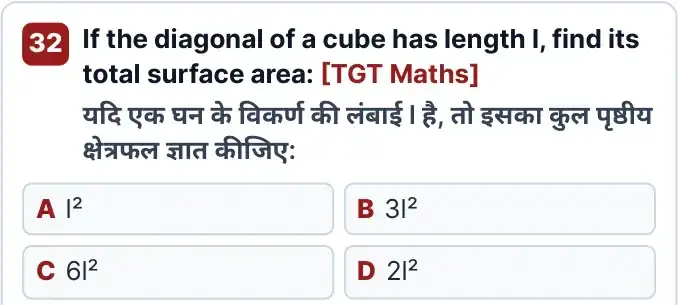 32 If the diagonal of a cube has length l, find its
total surface area: [TGT Maths]
यदि एक घन के विकर्ण की लंबाई l है, तो इसका कुल पृष्ठीय
क्षेत्रफल ज्ञात कीजिए:
A l²
B 3l²
C 6l²
D 2l²